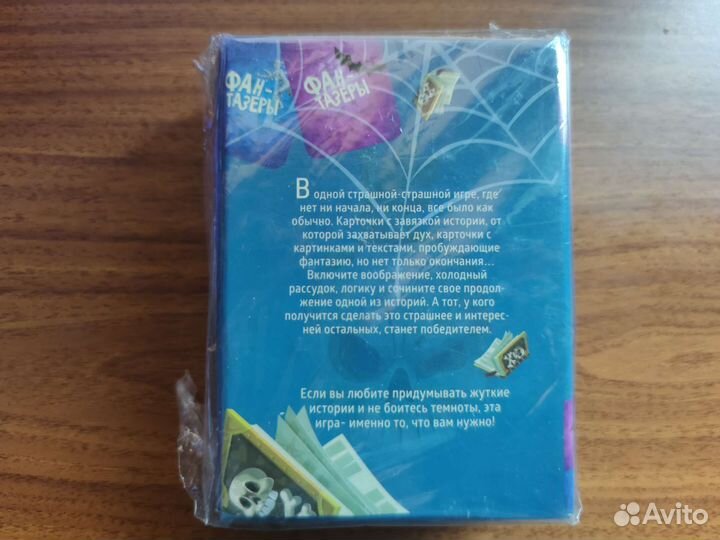 ФАН-
ТАЗЕРЫ
ФАН-
ТАЗЕРЫ
В одной страшной-страшной игре, где
нет ни начала, ни конца, все было как
обычно. Карточки с завязкой истории, от
которой захватывает дух, карточки с
картинками и текстами, пробуждающие
фантазию, но нет только окончания...
Включите воображение, холодный
рассудок, логику и сочините свое продол-
жение одной из историй. А тот, у кого
получится сделать это страшнее и интерес-
ней остальных, станет победителем.
Если вы любите придумывать жуткие
истории и не боитесь темноты, эта
игра- именно то, что вам нужно!
Avito